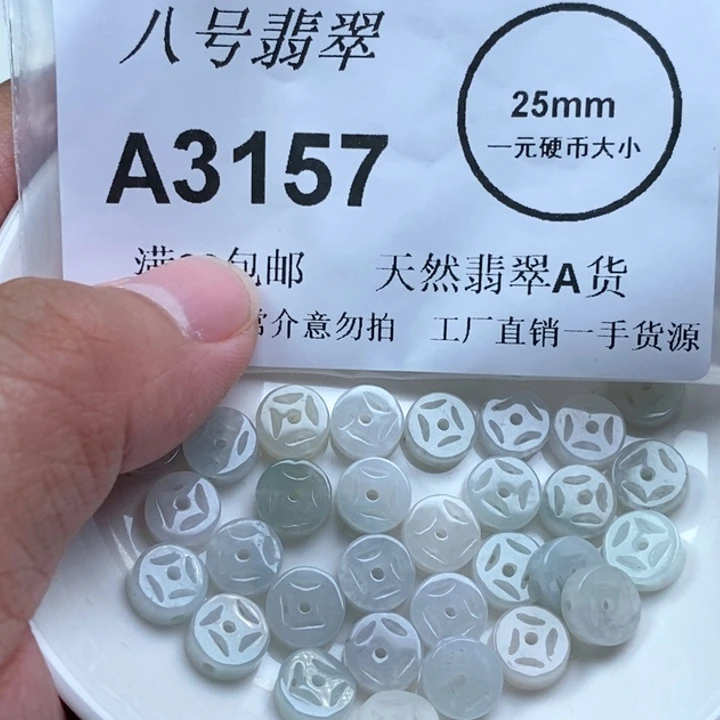 八号翡翠
A3157
25mm
一元硬币大小
满 包邮 天然翡翠A货
介意勿拍 工厂直销一手货源